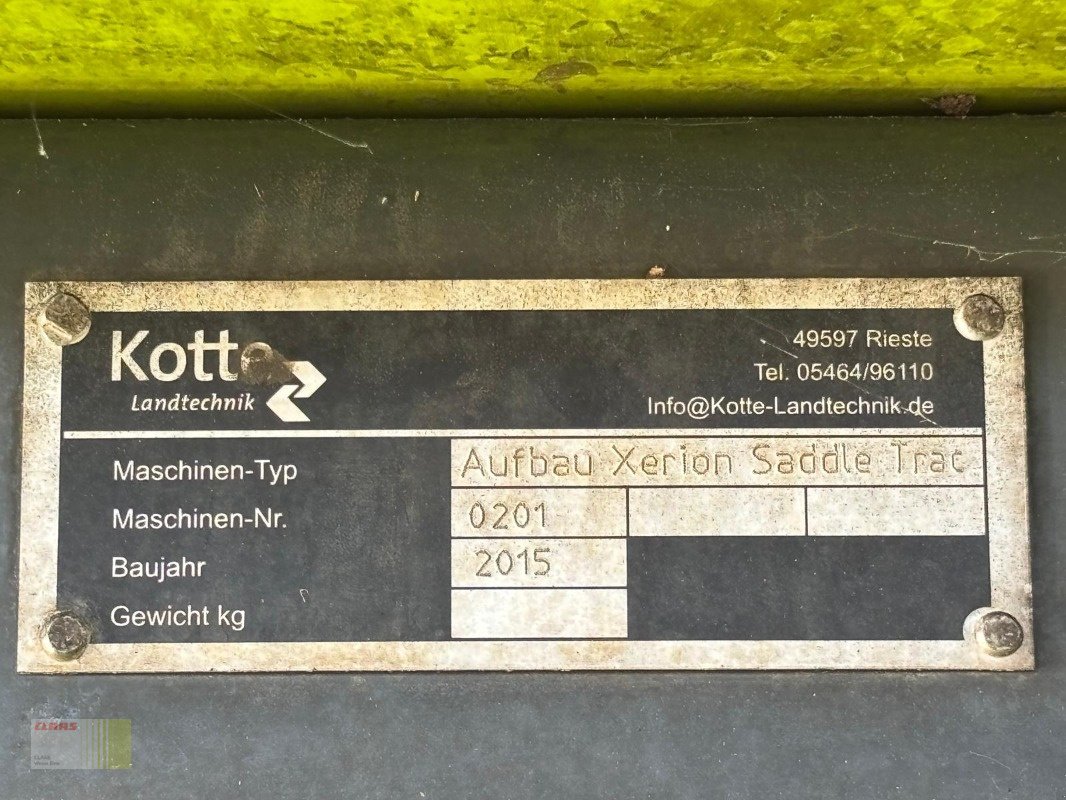 Kotte
Landtechnik
49597 Rieste
Tel. 05464/96110
Info@Kotte-Landtechnik.de
Maschinen-Typ Aufbau Xerion Saddle Trac
Maschinen-Nr. 0201
Baujahr 2015
Gewicht kg
CLAAS
CLAAS